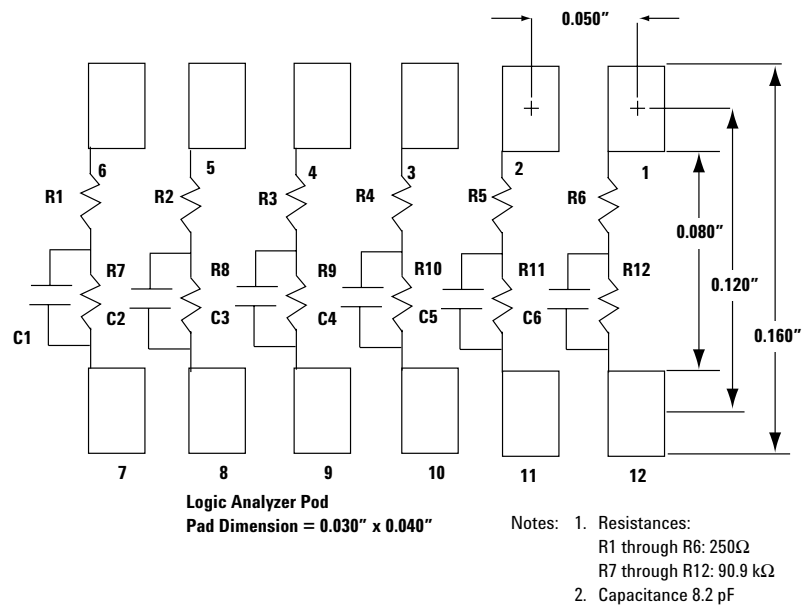 0.050″
6
5
4
3
2
1
R1
R2
R3
R4
R5
R6
0.080″
R7
R8
R9
R10
R11
R12
0.120″
C1
C2
C3
C4
C5
C6
0.160″
7
8
9
10
11
12
Logic Analyzer Pod
Pad Dimension = 0.030″ x 0.040″
Notes: 1. Resistances:
R1 through R6: 250Ω
R7 through R12: 90.9 kΩ
2. Capacitance 8.2 pF